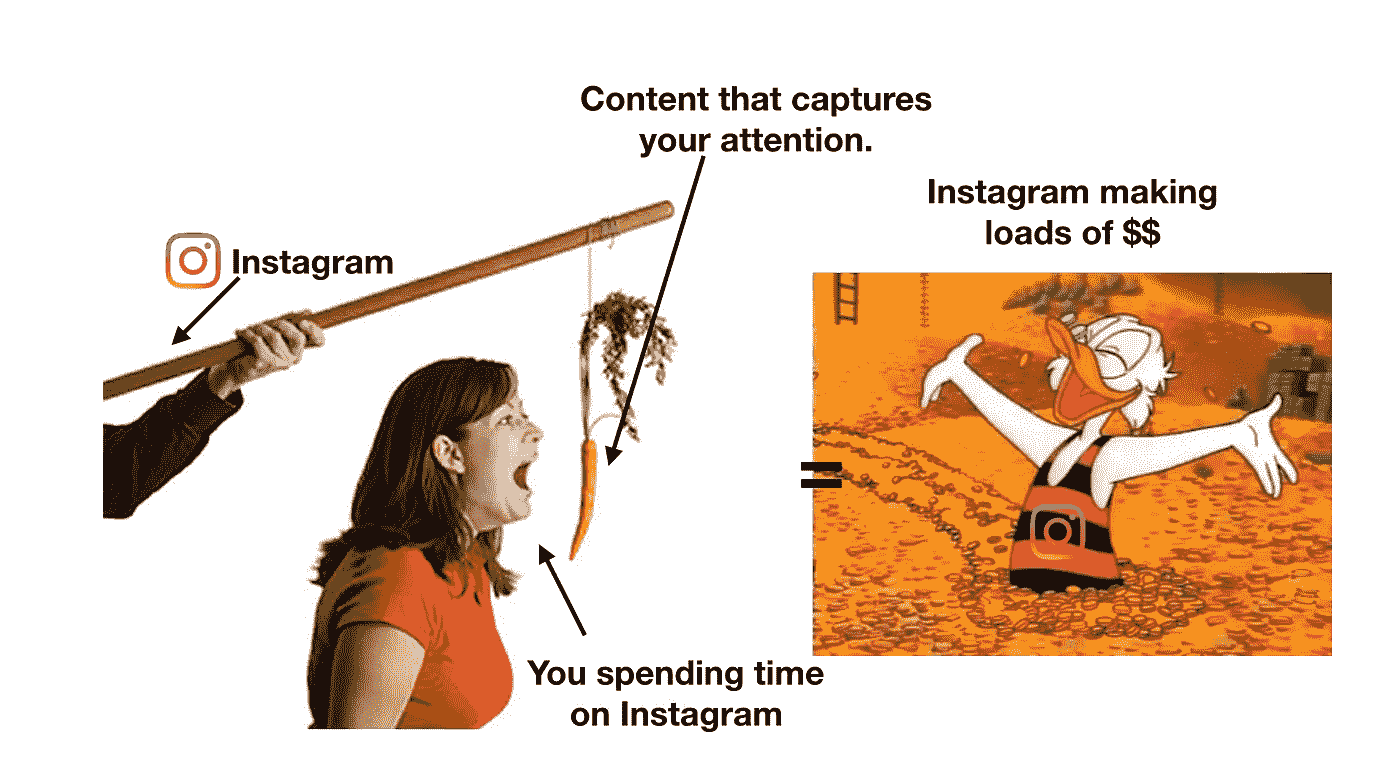 Content that captures
your attention.
Instagram making
loads of $$
Instagram
=
You spending time
on Instagram